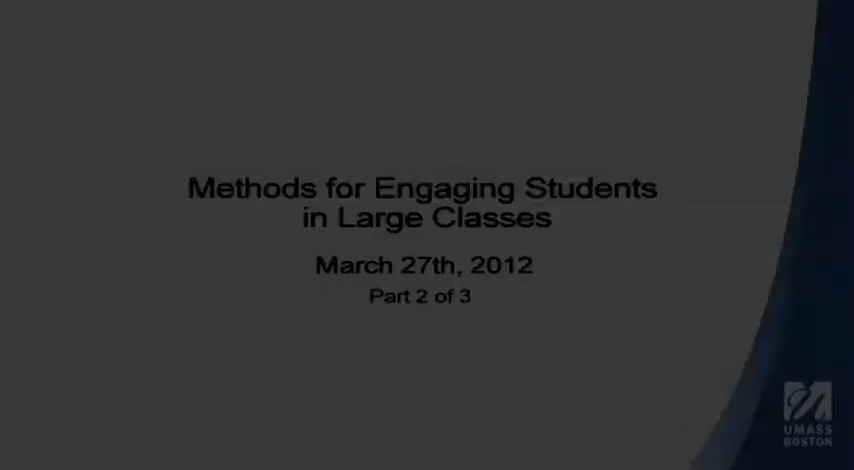 Methods for Engaging Students
in Large Classes
March 27th, 2012
Part 2 of 3
UMASS
BOSTON